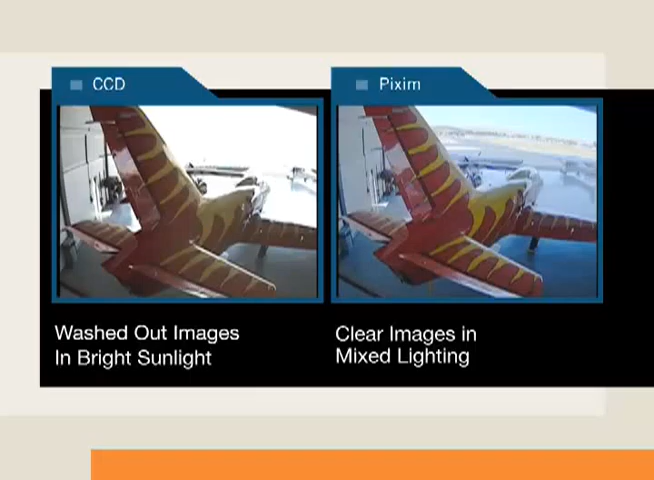 CCD
Pixim
Washed Out Images
In Bright Sunlight
Clear Images in
Mixed Lighting